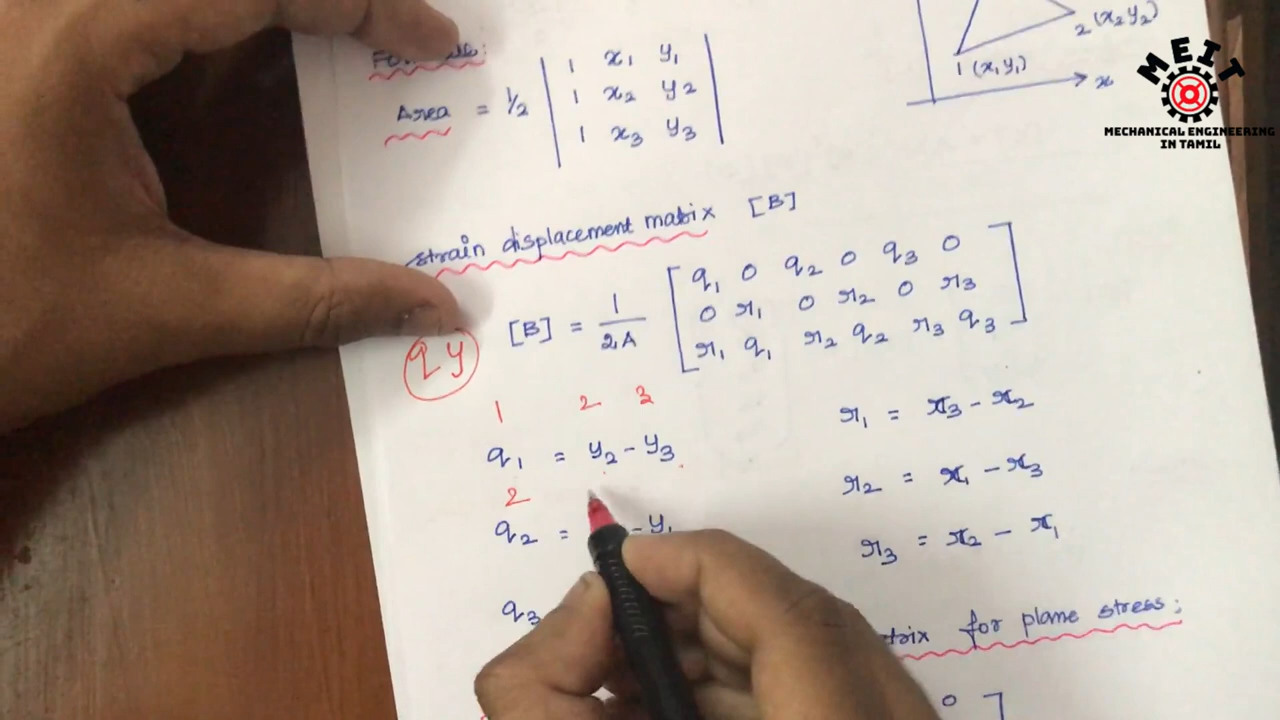 2 (x2 y2)
1 (x, y1)
x
MEIT
MECHANICAL ENGINEERING
IN TAMIL
Area = 1/2 | 1 x1 y1
1 x2 y2
1 x3 y3 |
strain displacement matrix [B]
[B] = 1/2A [ q1 0 q2 0 q3 0
0 r1 0 r2 0 r3
r1 q1 r2 q2 r3 q3 ]
qy
1 2 3
q1 = y2 - y3
2
q2 = - y1
q3
r1 = x3 - x2
r2 = x1 - x3
r3 = x2 - x1
for plane stress:
0